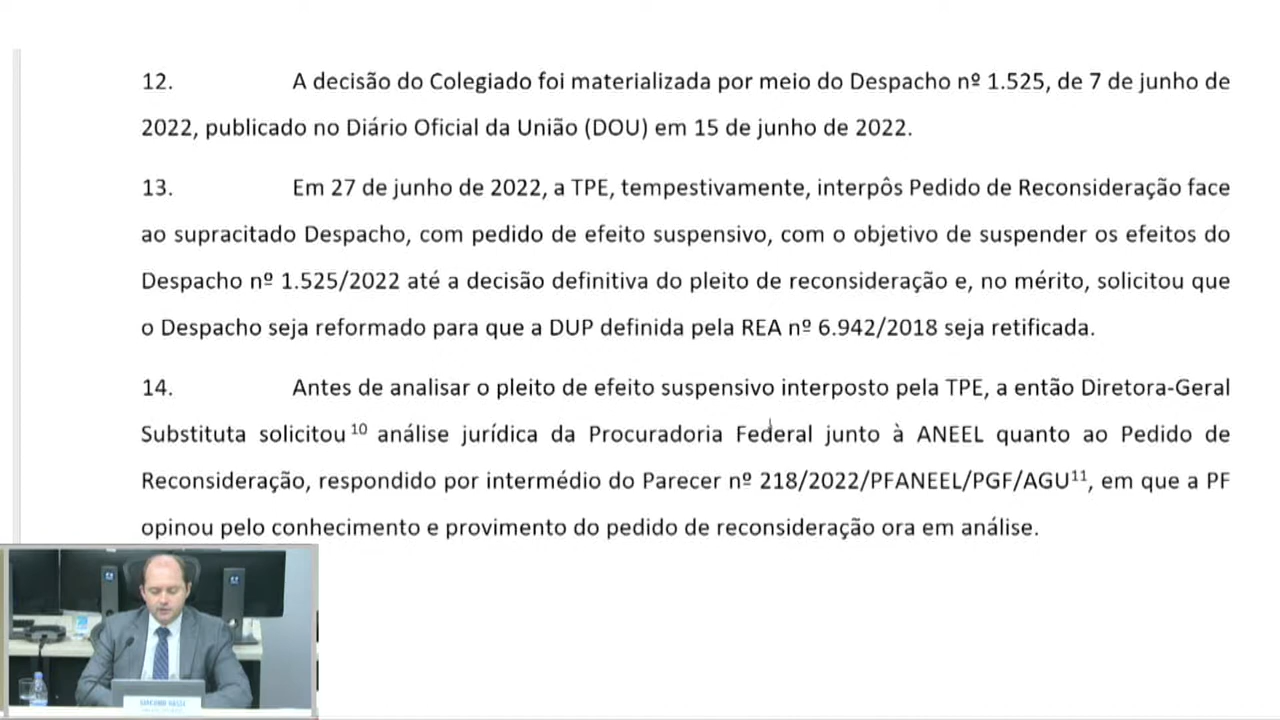 12. A decisão do Colegiado foi materializada por meio do Despacho nº 1.525, de 7 de junho de
2022, publicado no Diário Oficial da União (DOU) em 15 de junho de 2022.
13. Em 27 de junho de 2022, a TPE, tempestivamente, interpôs Pedido de Reconsideração face
ao supracitado Despacho, com pedido de efeito suspensivo, com o objetivo de suspender os efeitos do
Despacho nº 1.525/2022 até a decisão definitiva do pleito de reconsideração e, no mérito, solicitou que
o Despacho seja reformado para que a DUP definida pela REA nº 6.942/2018 seja retificada.
14. Antes de analisar o pleito de efeito suspensivo interposto pela TPE, a então Diretora-Geral
Substituta solicitou¹⁰ análise jurídica da Procuradoria Federal junto à ANEEL quanto ao Pedido de
Reconsideração, respondido por intermédio do Parecer nº 218/2022/PFANEEL/PGF/AGU¹¹, em que a PF
opinou pelo conhecimento e provimento do pedido de reconsideração ora em análise.